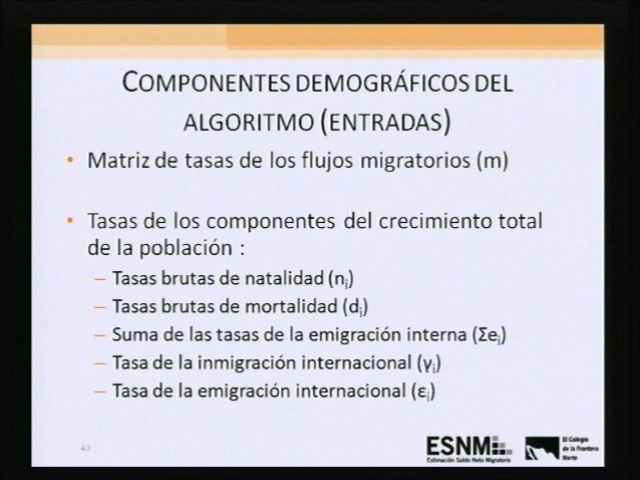 COMPONENTES DEMOGRÁFICOS DEL
ALGORITMO (ENTRADAS)
• Matriz de tasas de los flujos migratorios (m)
• Tasas de los componentes del crecimiento total
de la población :
– Tasas brutas de natalidad (nᵢ)
– Tasas brutas de mortalidad (dᵢ)
– Suma de las tasas de la emigración interna (Σeᵢ)
– Tasa de la inmigración internacional (γᵢ)
– Tasa de la emigración internacional (εᵢ)
43
ESNM
Estimación Saldo Neto Migratorio
El Colegio
de la Frontera
Norte